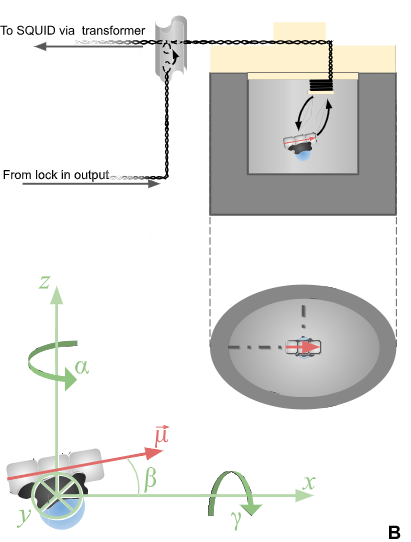 To SQUID via transformer
From lock in output
z
α
μ⃗
β
x
y
γ
B